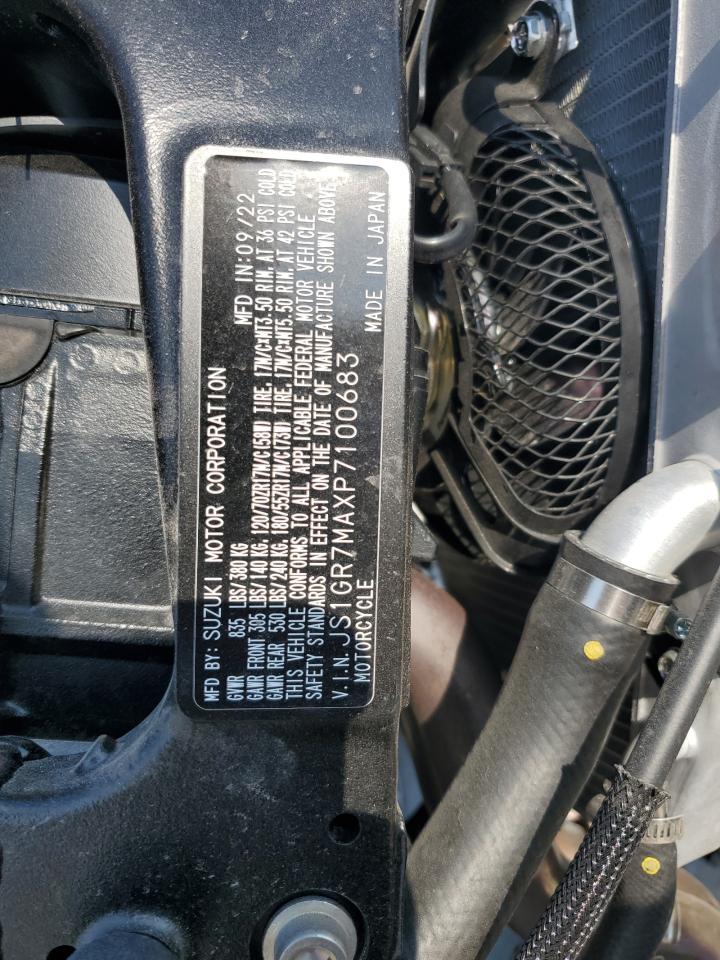 MFD BY: SUZUKI MOTOR CORPORATION MFD IN: 09/22
GVWR 835 LBS/380 KG
GAWR FRONT 305 LBS/140 KG. 120/70ZR17M/C(58W) TIRE, 17M/C×MT3.50 RIM, AT 36 PSI COLD
GAWR REAR 530 LBS/240 KG. 180/55ZR17M/C(73W) TIRE, 17M/C×MT5.50 RIM, AT 42 PSI COLD
THIS VEHICLE CONFORMS TO ALL APPLICABLE FEDERAL MOTOR VEHICLE
SAFETY STANDARDS IN EFFECT ON THE DATE OF MANUFACTURE SHOWN ABOVE.
V.I.N. JS1GR7MAXP7100683
MOTORCYCLE MADE IN JAPAN